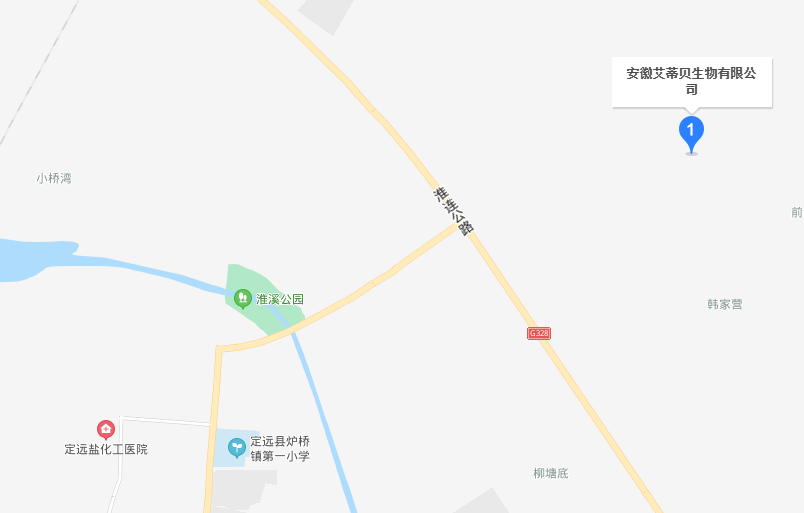 安徽艾蒂贝生物有限公
司
1
小桥湾
淮连公路
前
淮溪公园
韩家营
G328
定远盐化工医院
定远县炉桥
镇第一小学
柳塘底